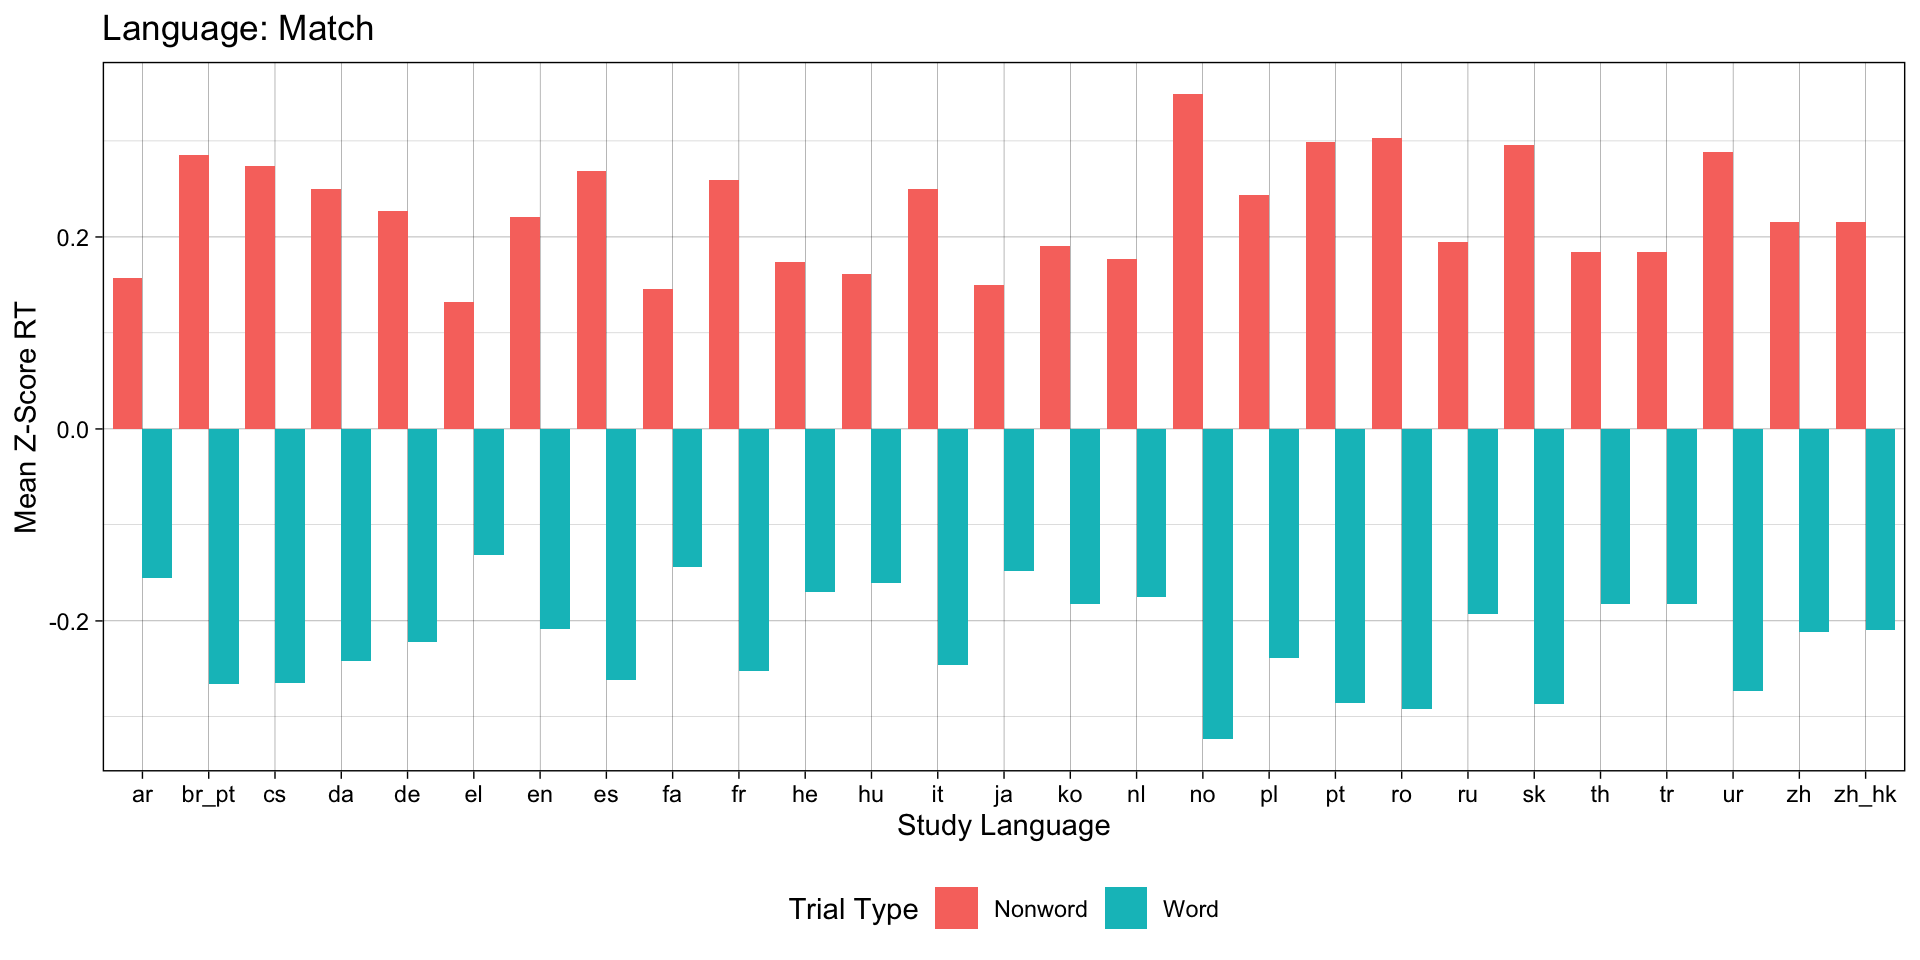 Language: Match
Mean Z-Score RT
0.2
0.0
-0.2
ar br_pt cs da de el en es fa fr he hu it ja ko nl no pl pt ro ru sk th tr ur zh zh_hk
Study Language
Trial Type Nonword Word